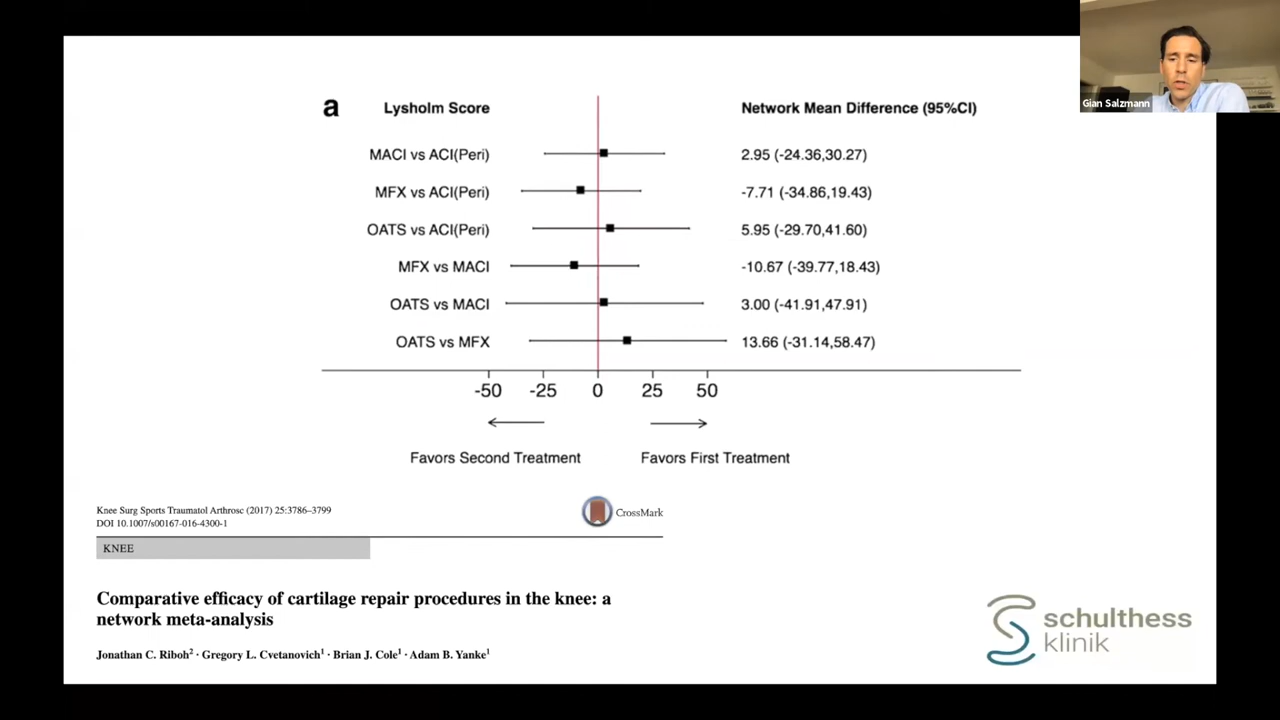 Gian Salzmann
a Lysholm Score Network Mean Difference (95%CI)
MACI vs ACI(Peri) 2.95 (-24.36,30.27)
MFX vs ACI(Peri) -7.71 (-34.86,19.43)
OATS vs ACI(Peri) 5.95 (-29.70,41.60)
MFX vs MACI -10.67 (-39.77,18.43)
OATS vs MACI 3.00 (-41.91,47.91)
OATS vs MFX 13.66 (-31.14,58.47)
-50 -25 0 25 50
Favors Second Treatment Favors First Treatment
Knee Surg Sports Traumatol Arthrosc (2017) 25:3786–3799
DOI 10.1007/s00167-016-4300-1
CrossMark
KNEE
Comparative efficacy of cartilage repair procedures in the knee: a
network meta-analysis
Jonathan C. Riboh2 · Gregory L. Cvetanovich1 · Brian J. Cole1 · Adam B. Yanke1
schulthess
klinik